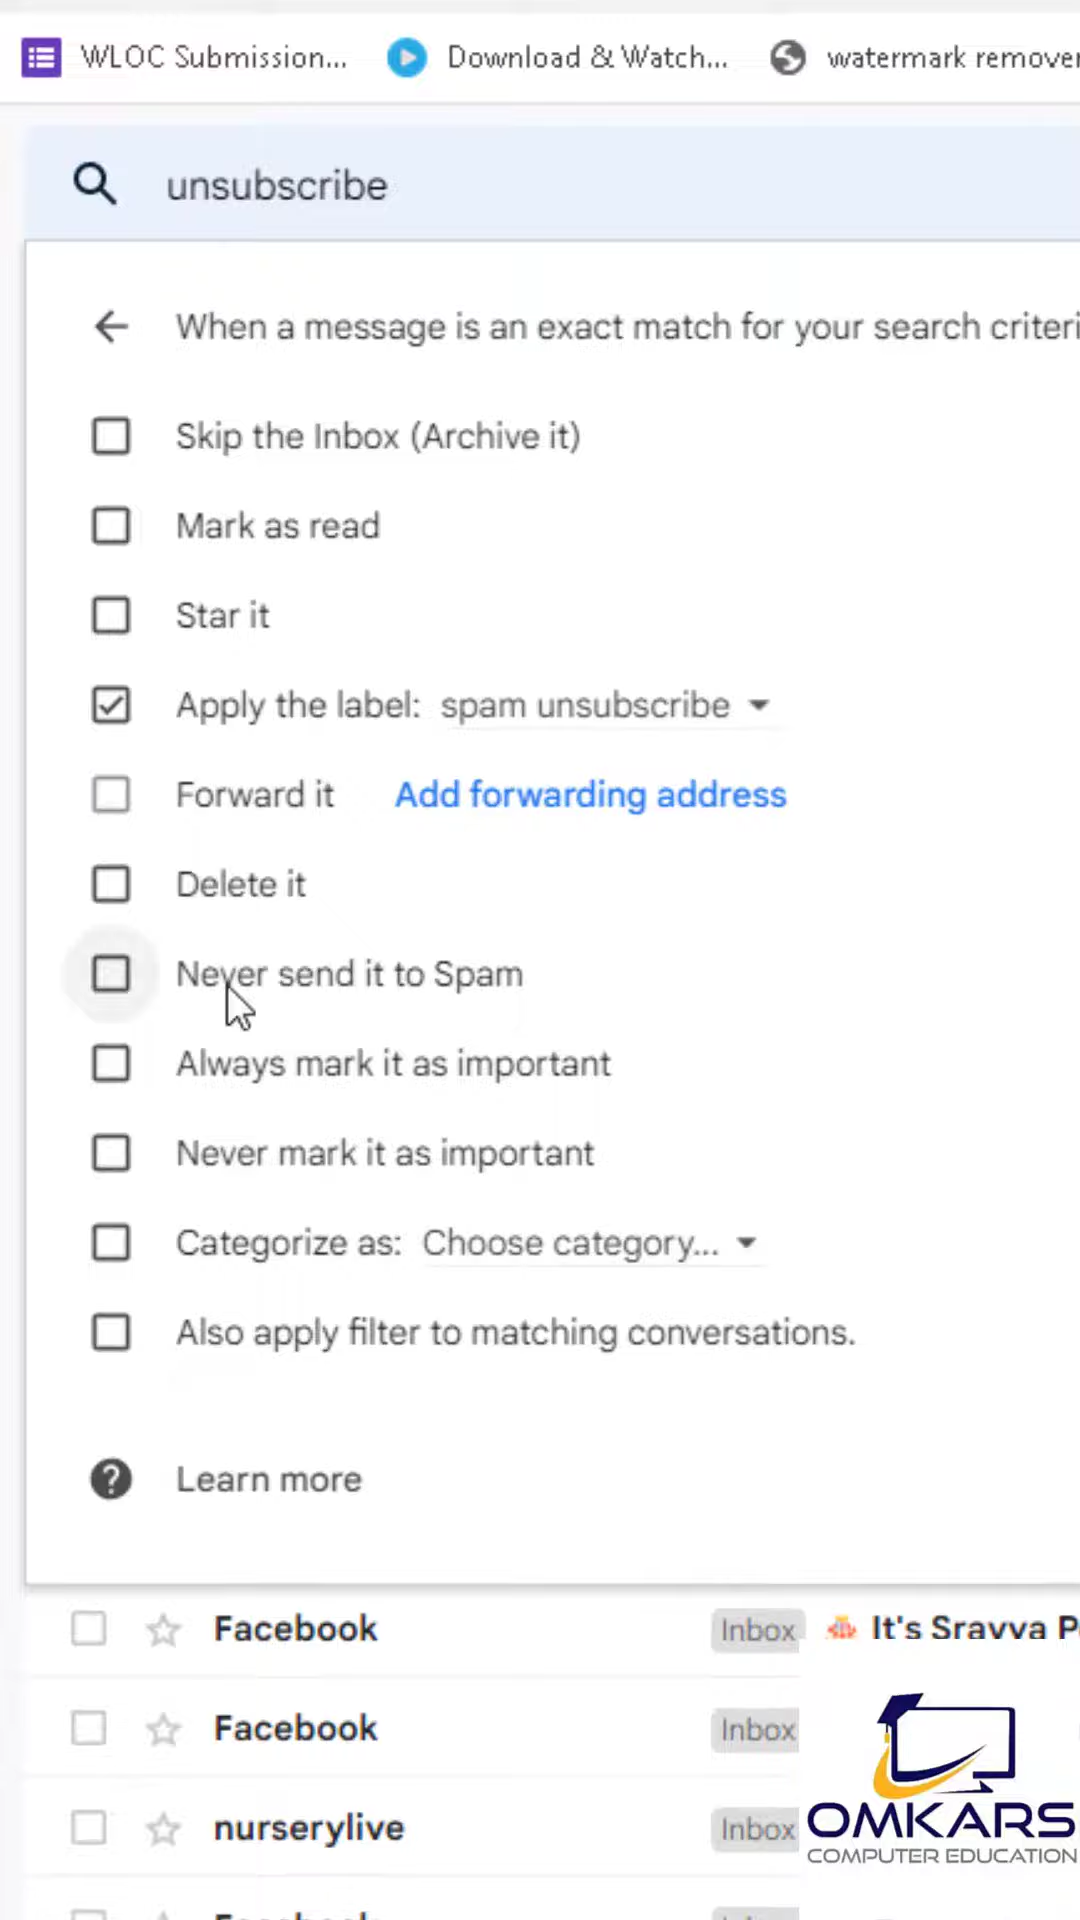 WLOC Submission... Download & Watch... watermark remover
unsubscribe
When a message is an exact match for your search criteri
Skip the Inbox (Archive it)
Mark as read
Star it
Apply the label: spam unsubscribe
Forward it Add forwarding address
Delete it
Never send it to Spam
Always mark it as important
Never mark it as important
Categorize as: Choose category...
Also apply filter to matching conversations.
? Learn more
Facebook Inbox It's Sravya P
Facebook Inbox
nurserylive Inbox
OMKARS
COMPUTER EDUCATION